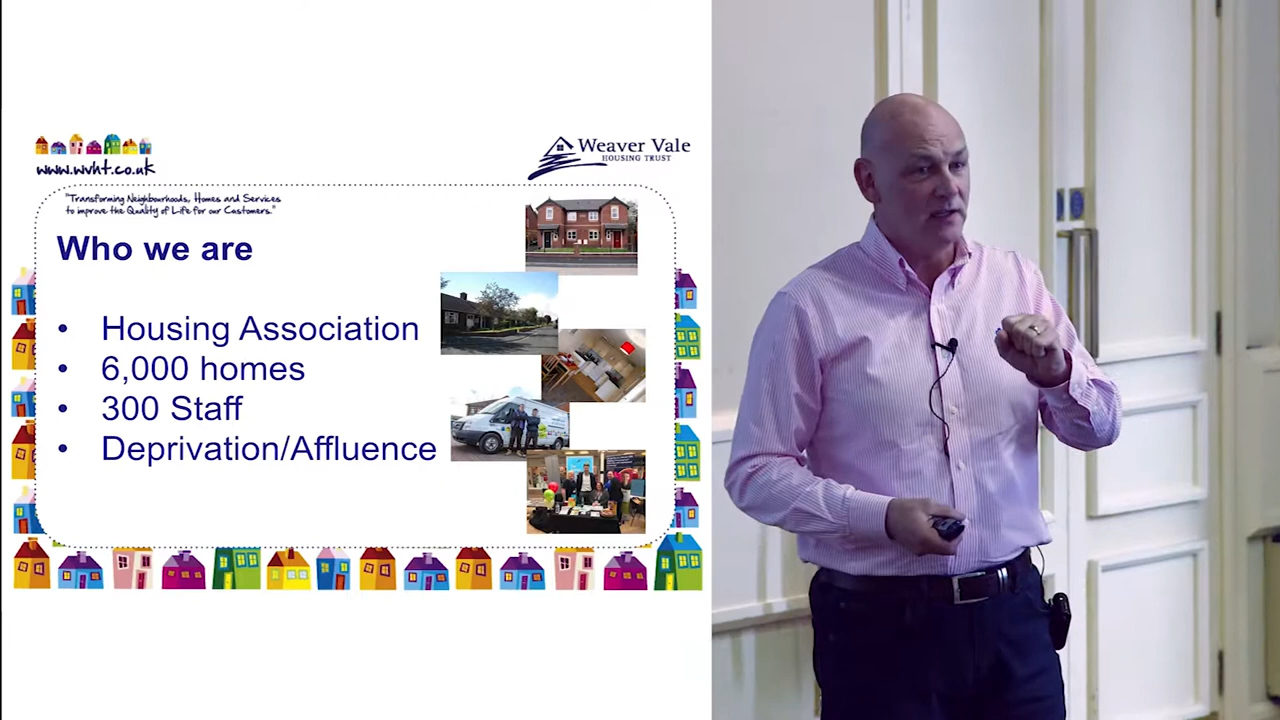 www.wvht.co.uk
Weaver Vale
HOUSING TRUST
"Transforming Neighbourhoods, Homes and Services
to improve the Quality of Life for our Customers."
Who we are
• Housing Association
• 6,000 homes
• 300 Staff
• Deprivation/Affluence